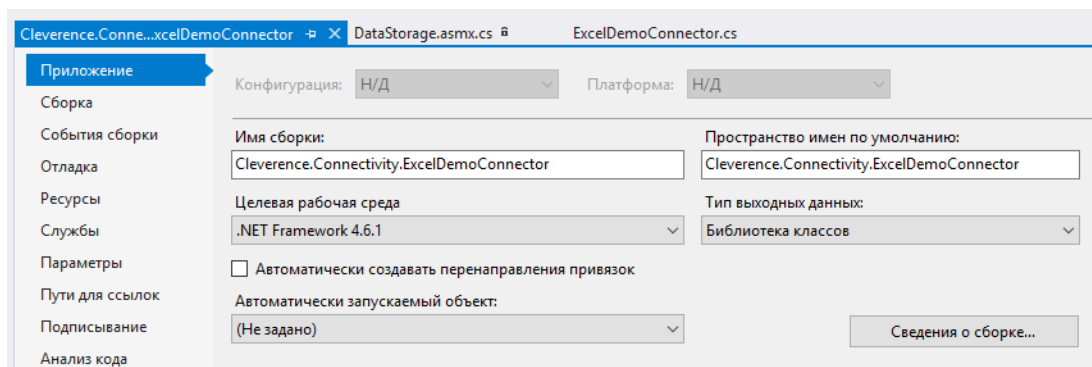 Cleverence.Conne...xcelDemoConnector DataStorage.asmx.cs ExcelDemoConnector.cs
Приложение
Сборка
События сборки
Отладка
Ресурсы
Службы
Параметры
Пути для ссылок
Подписывание
Анализ кода
Конфигурация: Н/Д Платформа: Н/Д
Имя сборки: Пространство имен по умолчанию:
Cleverence.Connectivity.ExcelDemoConnector Cleverence.Connectivity.ExcelDemoConnector
Целевая рабочая среда Тип выходных данных:
.NET Framework 4.6.1 Библиотека классов
Автоматически создавать перенаправления привязок
Автоматически запускаемый объект:
(Не задано) Сведения о сборке...